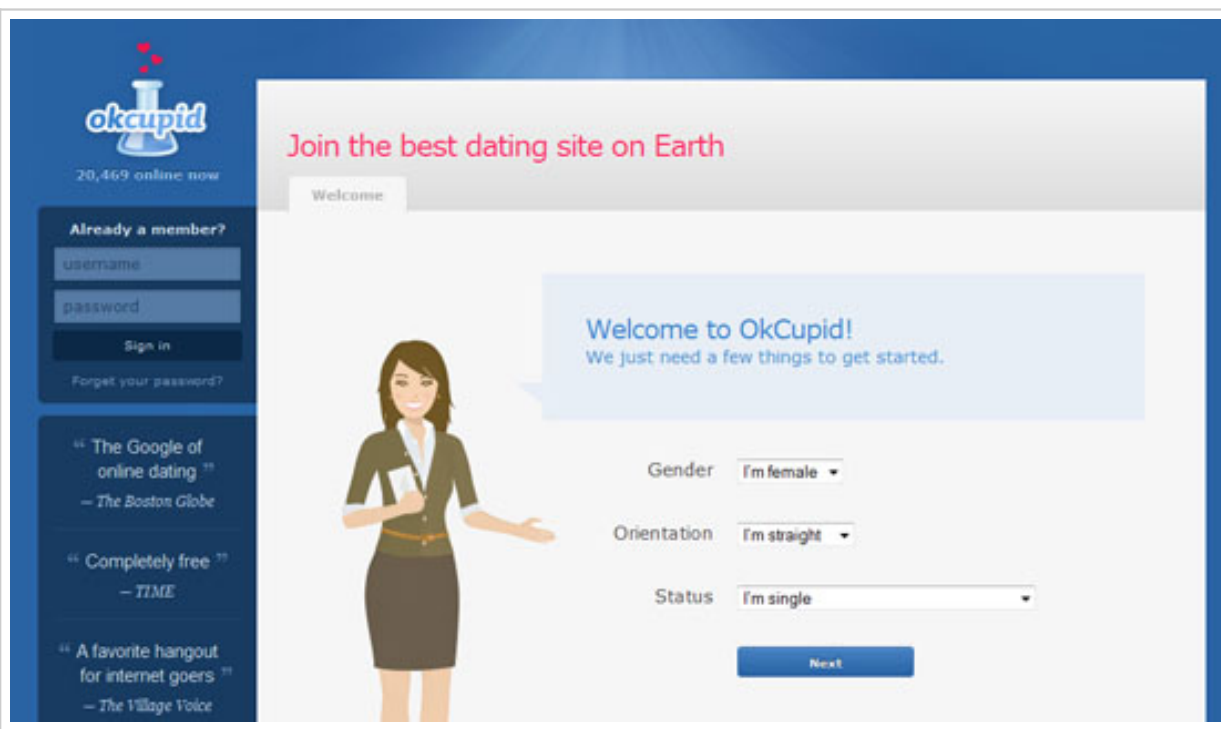 okcupid
20,469 online now
Already a member?
username
password
Sign in
Forget your password?
“ The Google of
online dating ”
– The Boston Globe
“ Completely free ”
– TIME
“ A favorite hangout
for internet goers ”
– The Village Voice
Join the best dating site on Earth
Welcome
Welcome to OkCupid!
We just need a few things to get started.
Gender I'm female
Orientation I'm straight
Status I'm single
Next